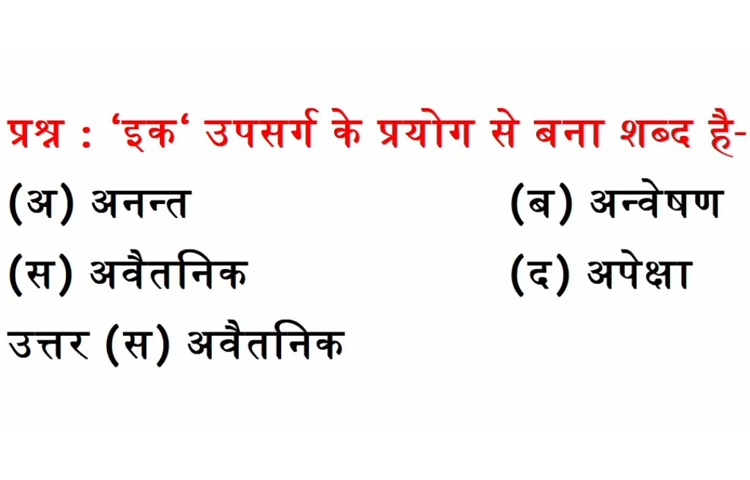 प्रश्न : ‘इक‘ उपसर्ग के प्रयोग से बना शब्द है-
(अ) अनन्त (ब) अन्वेषण
(स) अवैतनिक (द) अपेक्षा
उत्तर (स) अवैतनिक